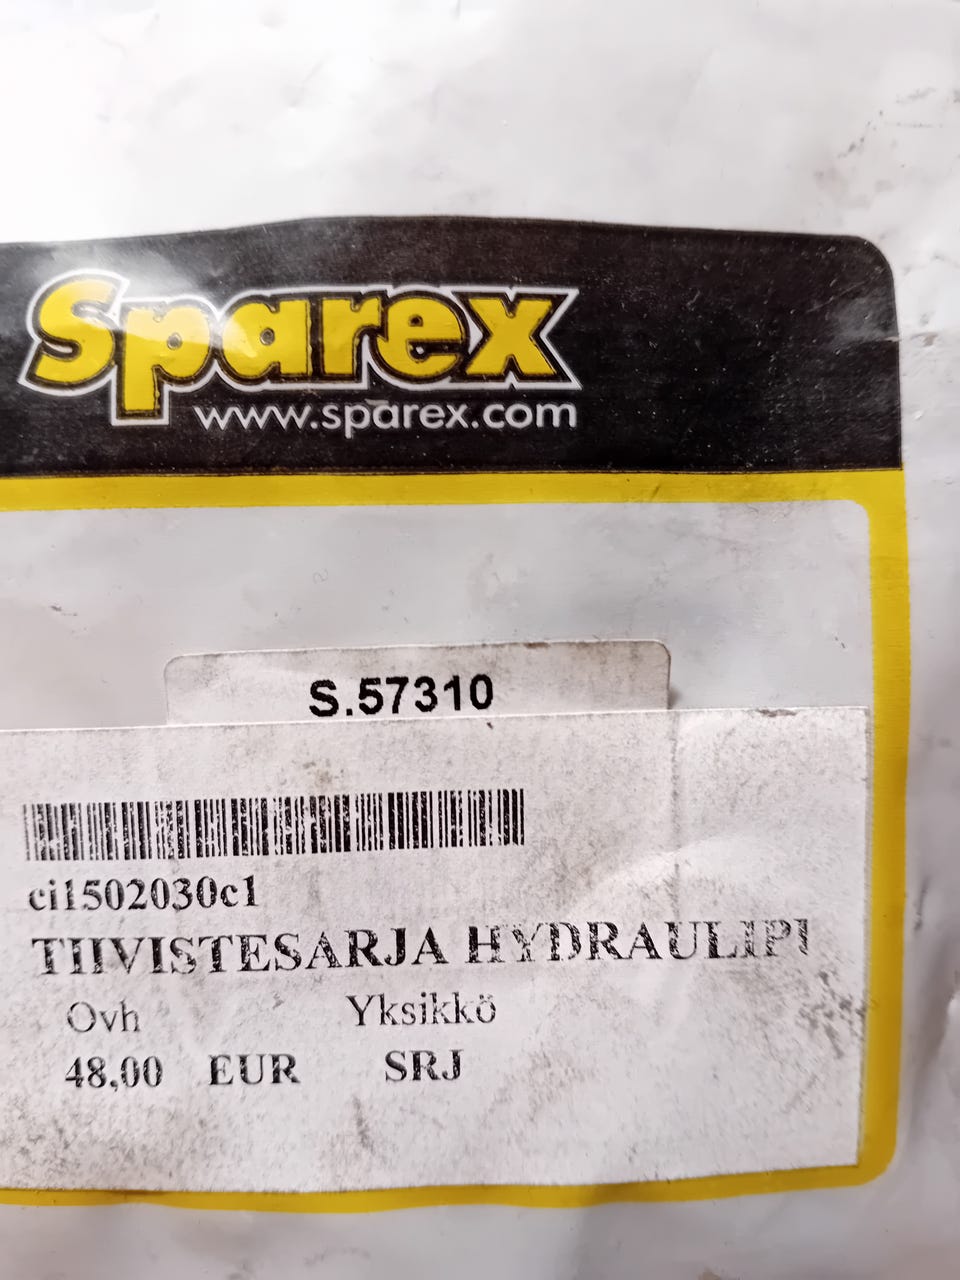 Sparex
www.sparex.com
S.57310
ci1502030c1
TIIVISTESARJA HYDRAULIPI
Ovh Yksikkö
48,00 EUR SRJ